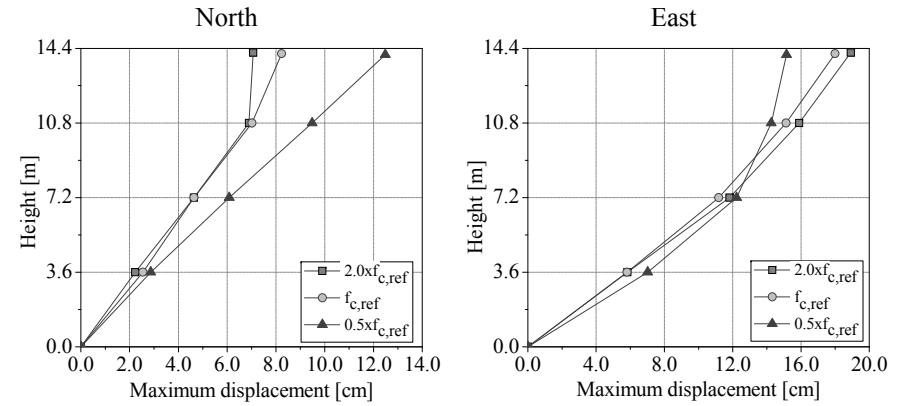 North
14.4
10.8
7.2
3.6
0.0
Height [m]
2.0xfc,ref
fc,ref
0.5xfc,ref
0.0 2.0 4.0 6.0 8.0 10.0 12.0 14.0
Maximum displacement [cm]
East
14.4
10.8
7.2
3.6
0.0
Height [m]
2.0xfc,ref
fc,ref
0.5xfc,ref
0.0 4.0 8.0 12.0 16.0 20.0
Maximum displacement [cm]